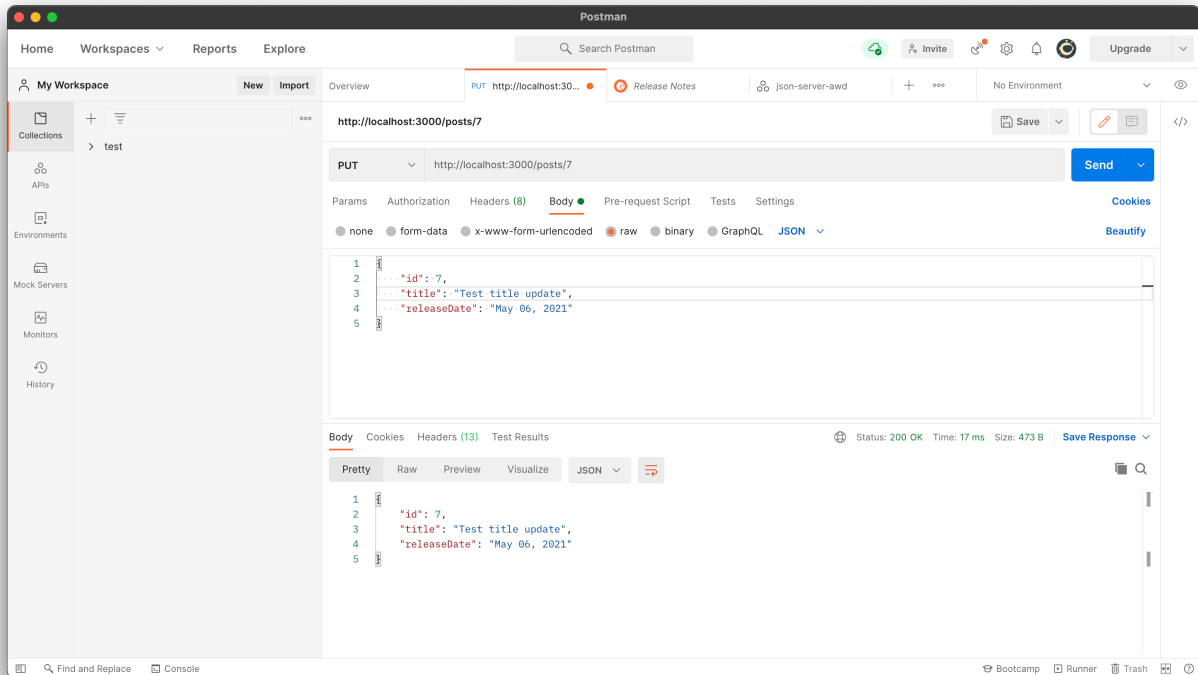 Postman
Home Workspaces Reports Explore Search Postman Invite Upgrade
My Workspace New Import
Overview PUT http://localhost:30... Release Notes json-server-awd No Environment
Collections
APIs
Environments
Mock Servers
Monitors
History
test
http://localhost:3000/posts/7 Save
PUT http://localhost:3000/posts/7 Send
Params Authorization Headers (8) Body Pre-request Script Tests Settings Cookies
none form-data x-www-form-urlencoded raw binary GraphQL JSON Beautify
1 {
2 "id": 7,
3 "title": "Test title update",
4 "releaseDate": "May 06, 2021"
5 }
Body Cookies Headers (13) Test Results Status: 200 OK Time: 17 ms Size: 473 B Save Response
Pretty Raw Preview Visualize JSON
1 {
2 "id": 7,
3 "title": "Test title update",
4 "releaseDate": "May 06, 2021"
5 }
Find and Replace Console Bootcamp Runner Trash